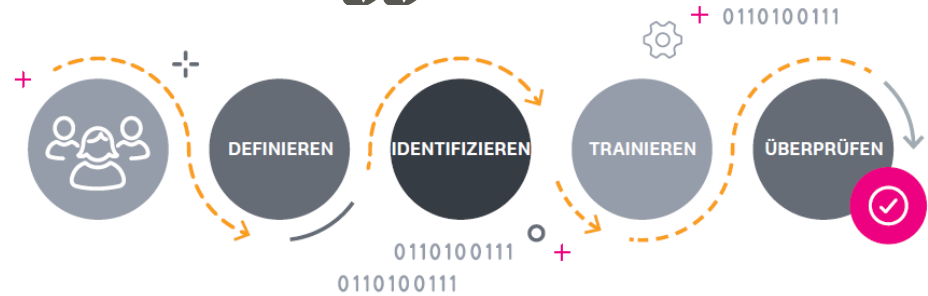 0110100111
DEFINIEREN
IDENTIFIZIEREN
TRAINIEREN
ÜBERPRÜFEN
0110100111
0110100111